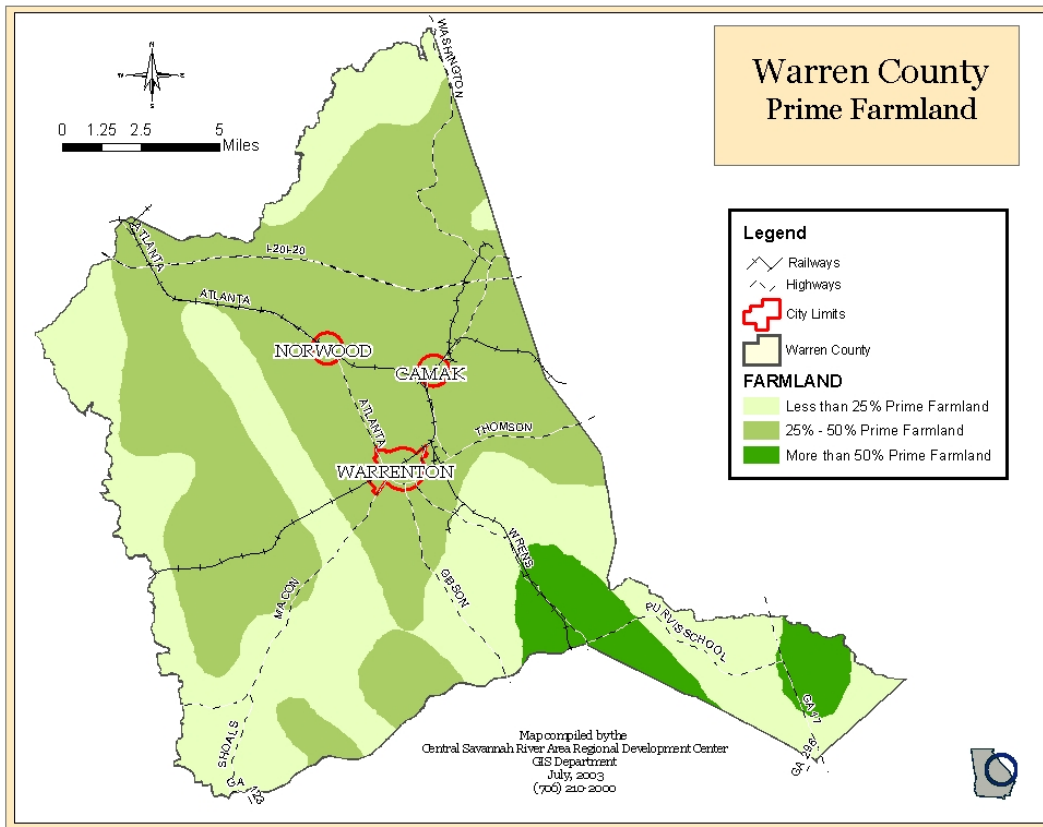 Warren County
Prime Farmland
N
W
E
S
0 1.25 2.5 5
Miles
WASHINGTON
ATLANTA
I-20I-20
ATLANTA
NORWOOD
CAMAK
ATLANTA
THOMSON
WARRENTON
WRENS
MACON
GIBSON
PURVIS SCHOOL
SHOALS
GA 123
GA 17
GA 296
Legend
Railways
Highways
City Limits
Warren County
FARMLAND
Less than 25% Prime Farmland
25% - 50% Prime Farmland
More than 50% Prime Farmland
Map compiled by the
Central Savannah River Area Regional Development Center
GIS Department
July, 2003
(706) 210-2000